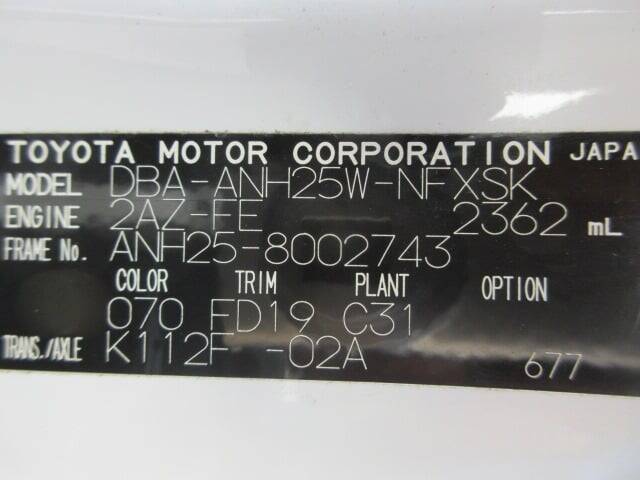 TOYOTA MOTOR CORPORATION JAPA
MODEL DBA-ANH25W-NFXSK
ENGINE 2AZ-FE 2362 mL
FRAME No. ANH25-8002743
COLOR TRIM PLANT OPTION
070 FD19 C31
TRANS./AXLE K112F -02A
677